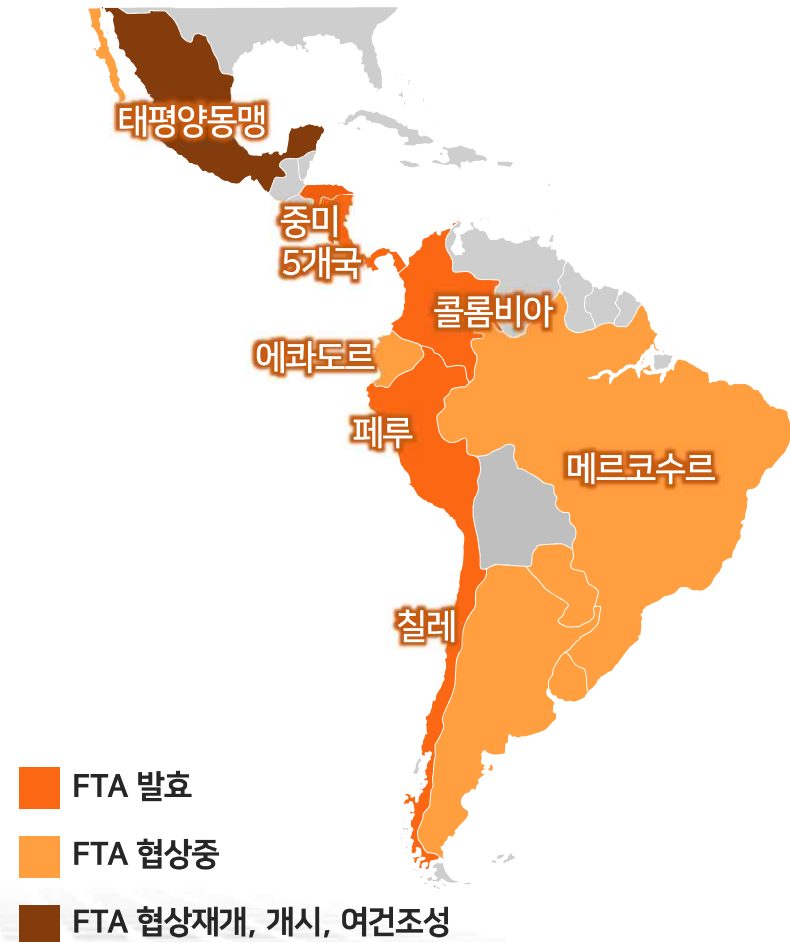 태평양동맹
중미
5개국
콜롬비아
에콰도르
페루
메르코수르
칠레
FTA 발효
FTA 협상중
FTA 협상재개, 개시, 여건조성